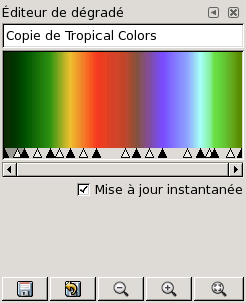 Éditeur de dégradé
Copie de Tropical Colors
Mise à jour instantanée